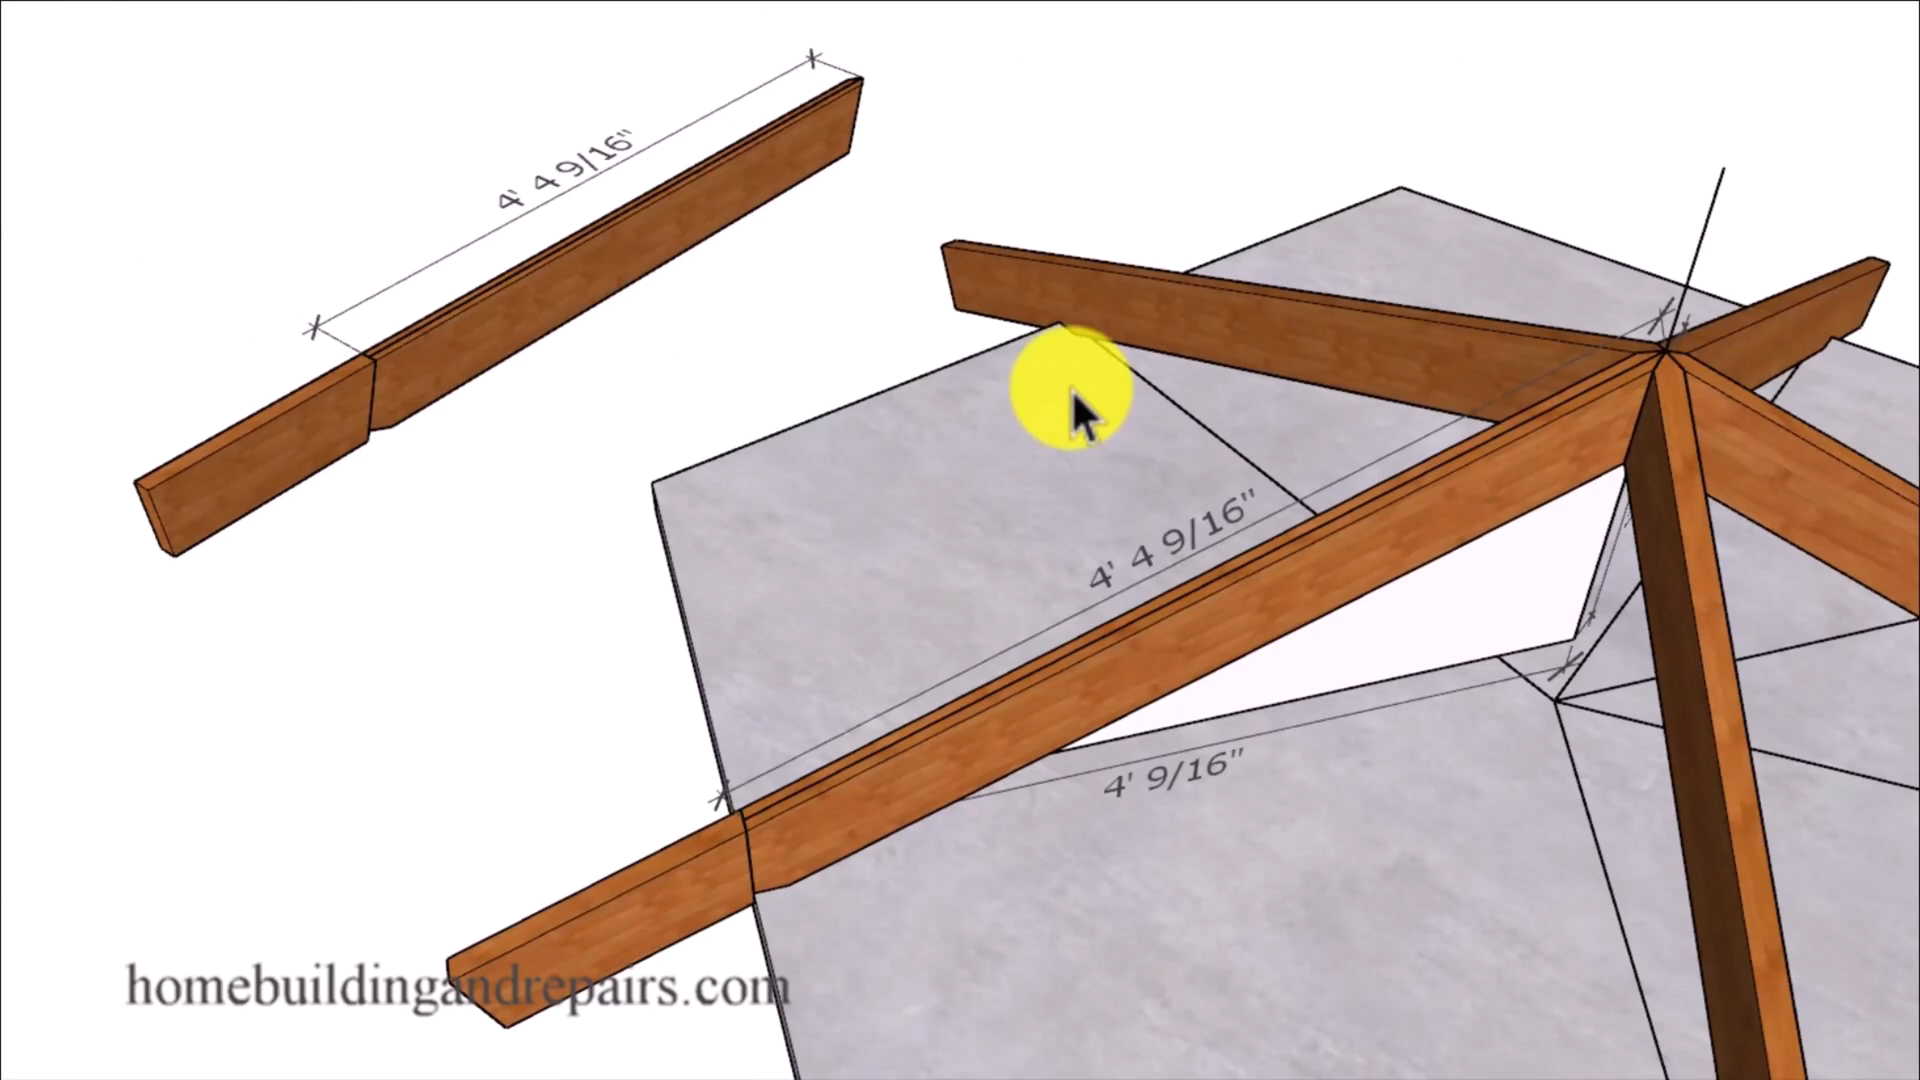 4' 4 9/16"
4' 4 9/16"
4' 9/16"
homebuildingandrepairs.com